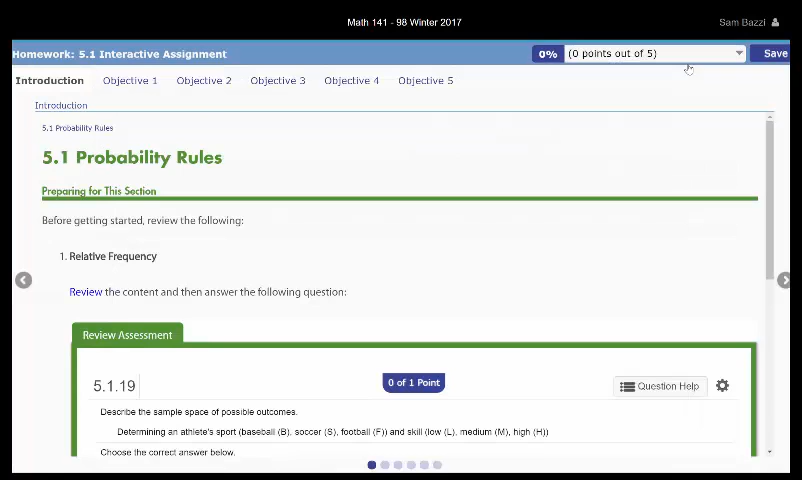 Math 141 - 98 Winter 2017
Sam Bazzi
Homework: 5.1 Interactive Assignment
0%
(0 points out of 5)
Save
Introduction
Objective 1
Objective 2
Objective 3
Objective 4
Objective 5
Introduction
5.1 Probability Rules
5.1 Probability Rules
Preparing for This Section
Before getting started, review the following:
1. Relative Frequency
Review the content and then answer the following question:
Review Assessment
5.1.19
0 of 1 Point
Question Help
Describe the sample space of possible outcomes.
Determining an athlete's sport (baseball (B), soccer (S), football (F)) and skill (low (L), medium (M), high (H))
Choose the correct answer below.